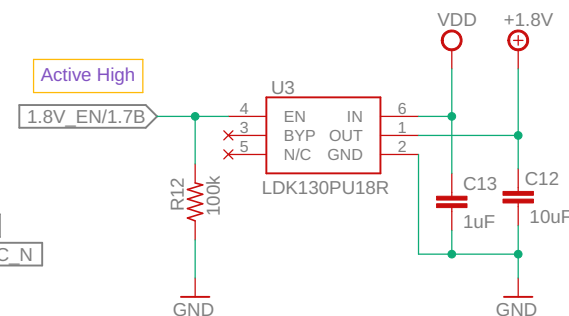 VDD
+1.8V
Active High
U3
1.8V_EN/1.7B
4 EN IN 6
3 BYP OUT 1
5 N/C GND 2
LDK130PU18R
R12
100k
C13
1uF
C12
10uF
C_N
GND
GND